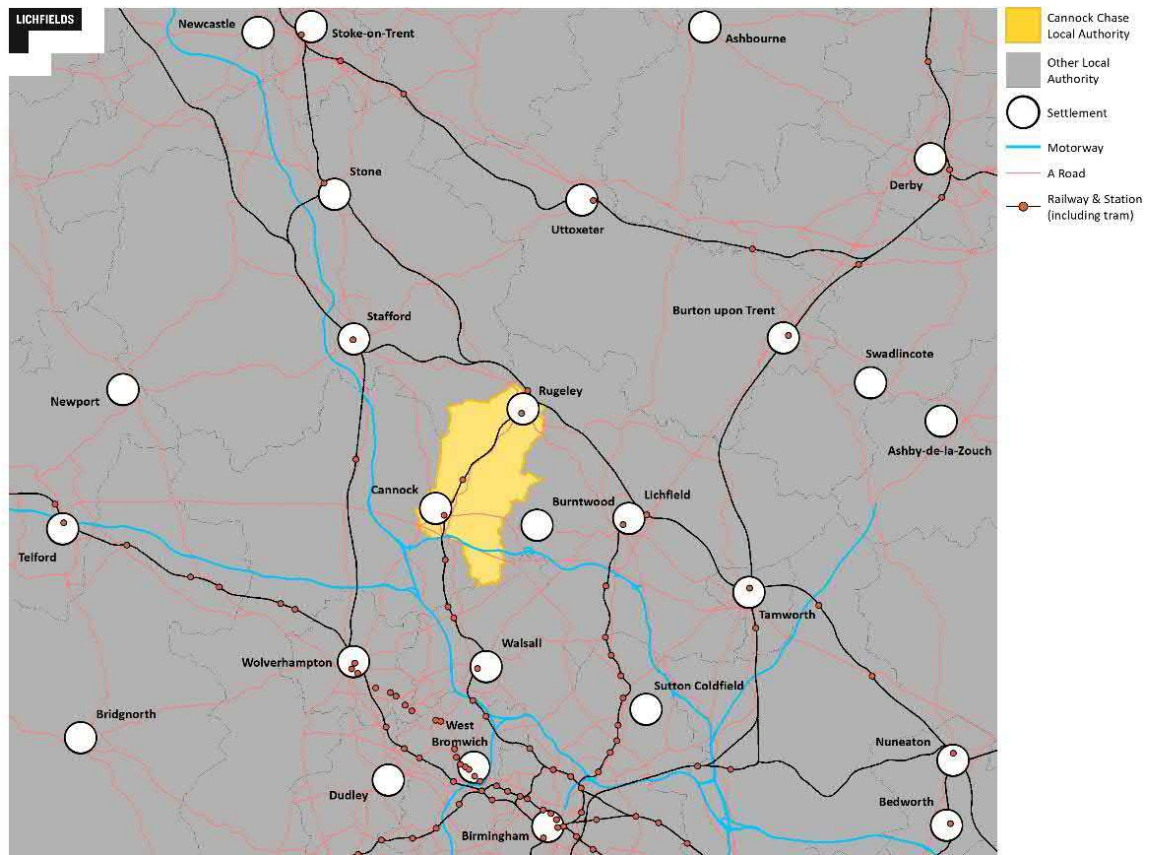 LICHFIELDS
Newcastle
Stoke-on-Trent
Ashbourne
Stone
Derby
Uttoxeter
Stafford
Burton upon Trent
Swadlincote
Newport
Rugeley
Ashby-de-la-Zouch
Cannock
Burntwood
Lichfield
Telford
Tamworth
Wolverhampton
Walsall
Sutton Coldfield
Bridgnorth
West
Bromwich
Nuneaton
Dudley
Bedworth
Birmingham
Cannock Chase
Local Authority
Other Local
Authority
Settlement
Motorway
A Road
Railway & Station
(including tram)